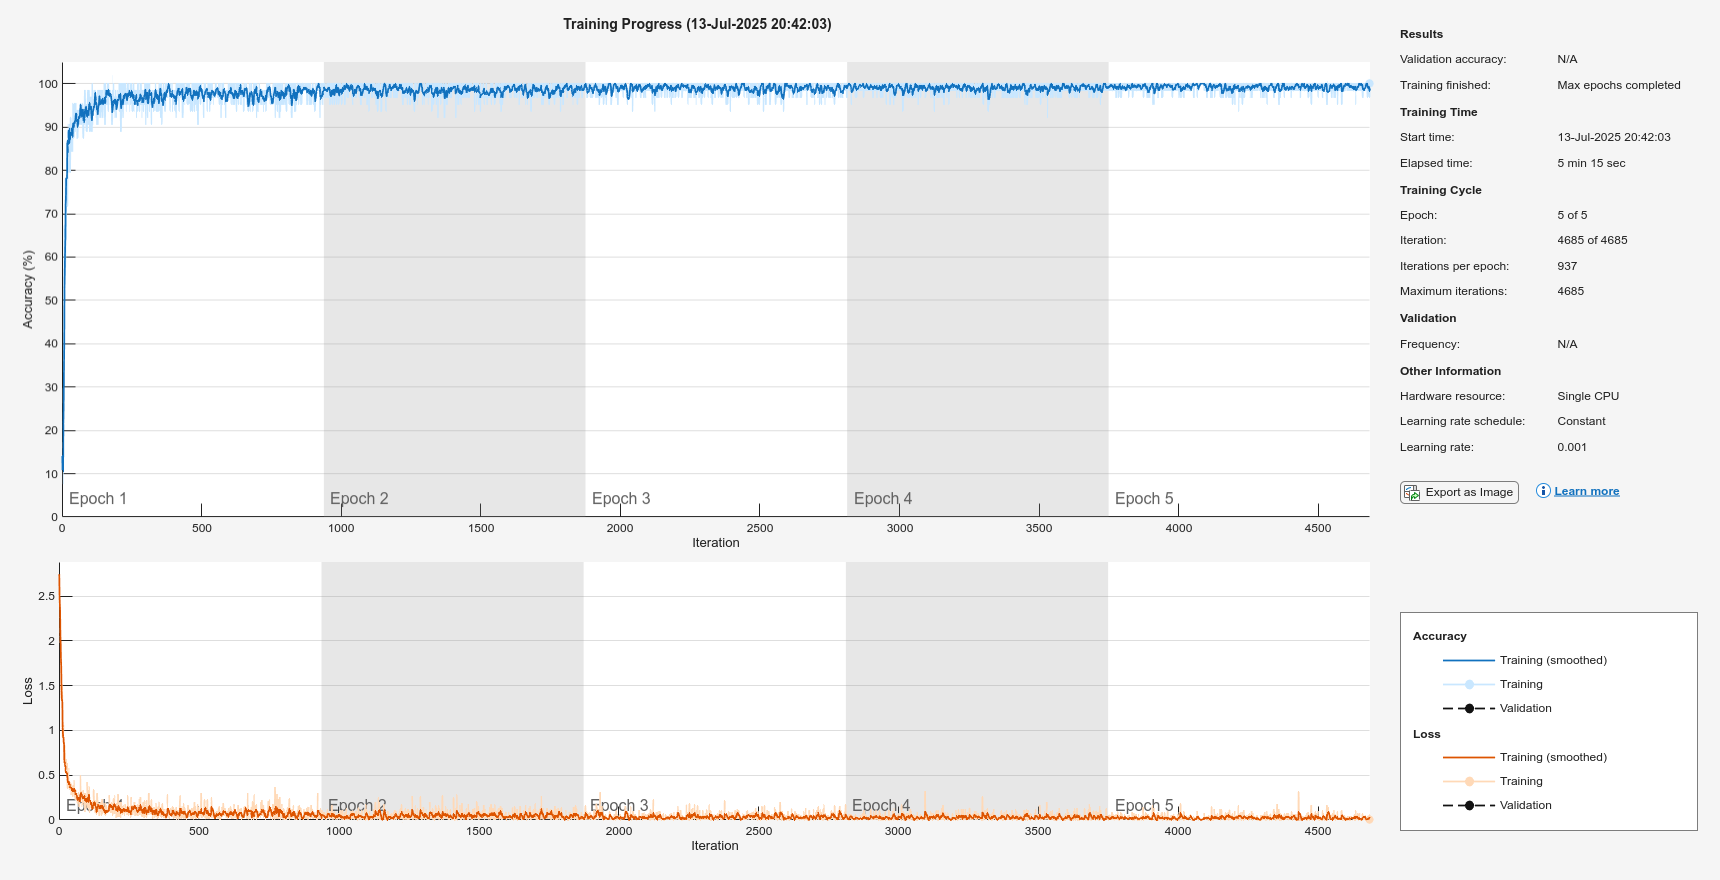 Training Progress (13-Jul-2025 20:42:03)
100
90
80
70
60
50
40
30
20
10
0
Accuracy (%)
Epoch 1 Epoch 2 Epoch 3 Epoch 4 Epoch 5
0 500 1000 1500 2000 2500 3000 3500 4000 4500
Iteration
2.5
2
1.5
1
0.5
0
Loss
Epoch 1 Epoch 2 Epoch 3 Epoch 4 Epoch 5
0 500 1000 1500 2000 2500 3000 3500 4000 4500
Iteration
Results
Validation accuracy: N/A
Training finished: Max epochs completed
Training Time
Start time: 13-Jul-2025 20:42:03
Elapsed time: 5 min 15 sec
Training Cycle
Epoch: 5 of 5
Iteration: 4685 of 4685
Iterations per epoch: 937
Maximum iterations: 4685
Validation
Frequency: N/A
Other Information
Hardware resource: Single CPU
Learning rate schedule: Constant
Learning rate: 0.001
Export as Image Learn more
Accuracy
Training (smoothed)
Training
Validation
Loss
Training (smoothed)
Training
Validation